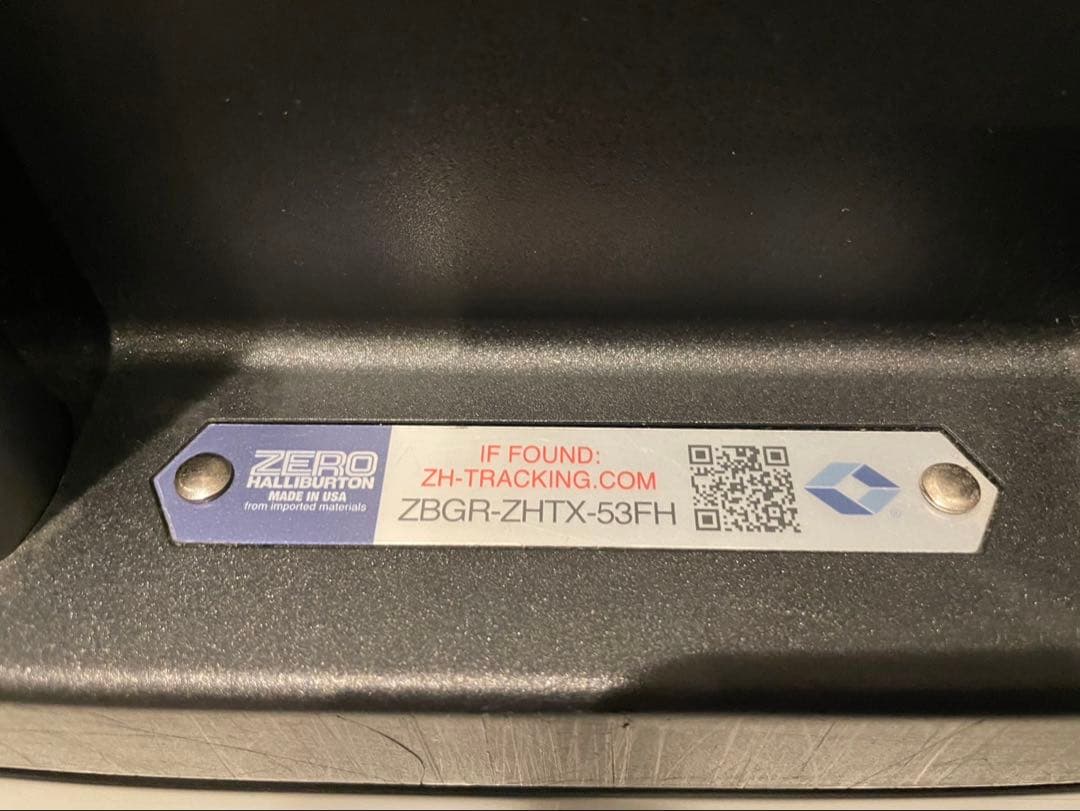 ZERO
HALLIBURTON
MADE IN USA
from imported materials
IF FOUND:
ZH-TRACKING.COM
ZBGR-ZHTX-53FH
®